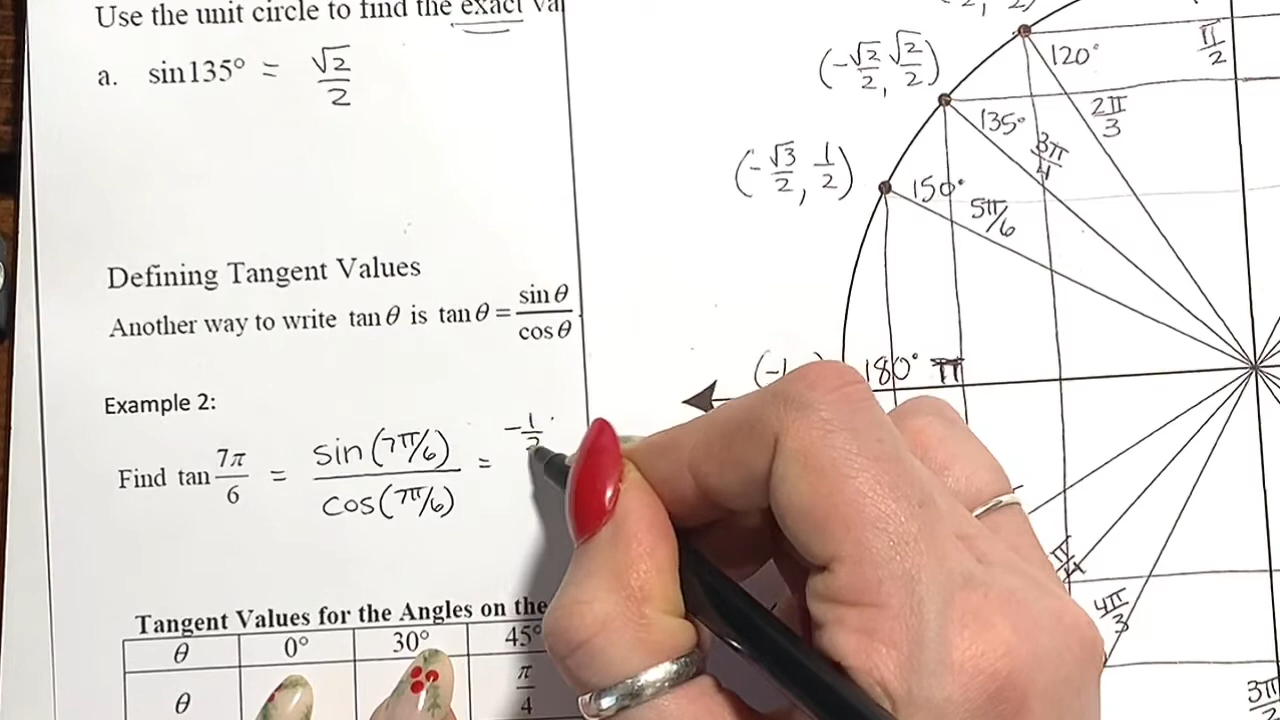 Use the unit circle to find the exact va
a. sin135° = √2/2
Defining Tangent Values
Another way to write tan θ is tan θ = sin θ/cos θ
Example 2:
Find tan 7π/6 = sin(7π/6)/cos(7π/6) = -1/2
Tangent Values for the Angles on the
θ 0° 30° 45°
θ π/4
π/2
120°
(-√2/2, √2/2)
135°
2π/3
3π/4
(-√3/2, 1/2)
150°
5π/6
(-1
180° π
4π/3
3π